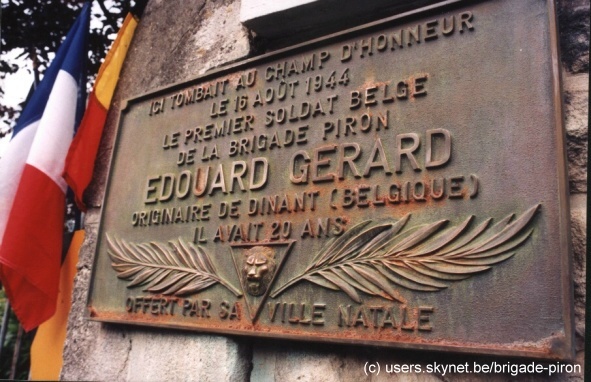 ICI TOMBAIT AU CHAMP D'HONNEUR
LE 16 AOÛT 1944
LE PREMIER SOLDAT BELGE
DE LA BRIGADE PIRON
EDOUARD GERARD
ORIGINAIRE DE DINANT (BELGIQUE)
IL AVAIT 20 ANS
OFFERT PAR SA VILLE NATALE
(c) users.skynet.be/brigade-piron